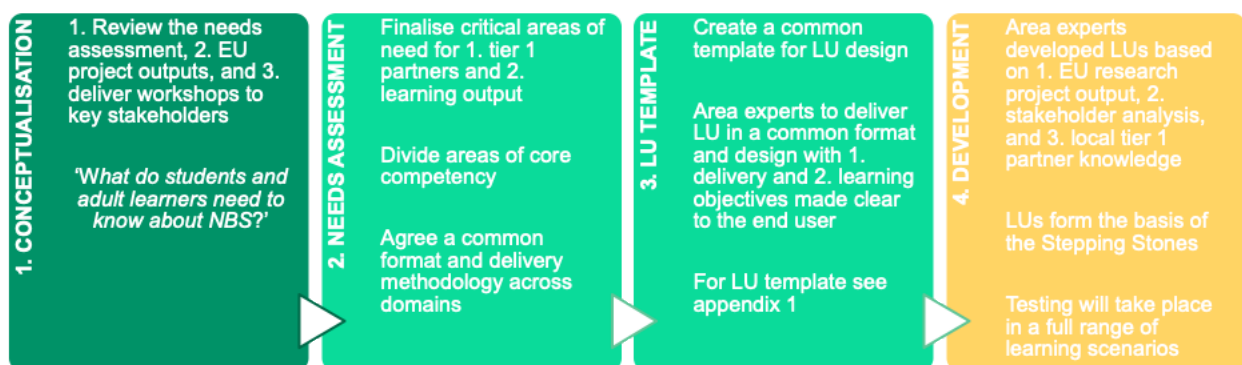 1. CONCEPTUALISATION
1. Review the needs
assessment, 2. EU
project outputs, and 3.
deliver workshops to
key stakeholders
'What do students and
adult learners need to
know about NBS?'
2. NEEDS ASSESSMENT
Finalise critical areas of
need for 1. tier 1
partners and 2.
learning output
Divide areas of core
competency
Agree a common
format and delivery
methodology across
domains
3. LU TEMPLATE
Create a common
template for LU design
Area experts to deliver
LU in a common format
and design with 1.
delivery and 2. learning
objectives made clear
to the end user
For LU template see
appendix 1
4. DEVELOPMENT
Area experts
developed LUs based
on 1. EU research
project output, 2.
stakeholder analysis,
and 3. local tier 1
partner knowledge
LUs form the basis of
the Stepping Stones
Testing will take place
in a full range of
learning scenarios